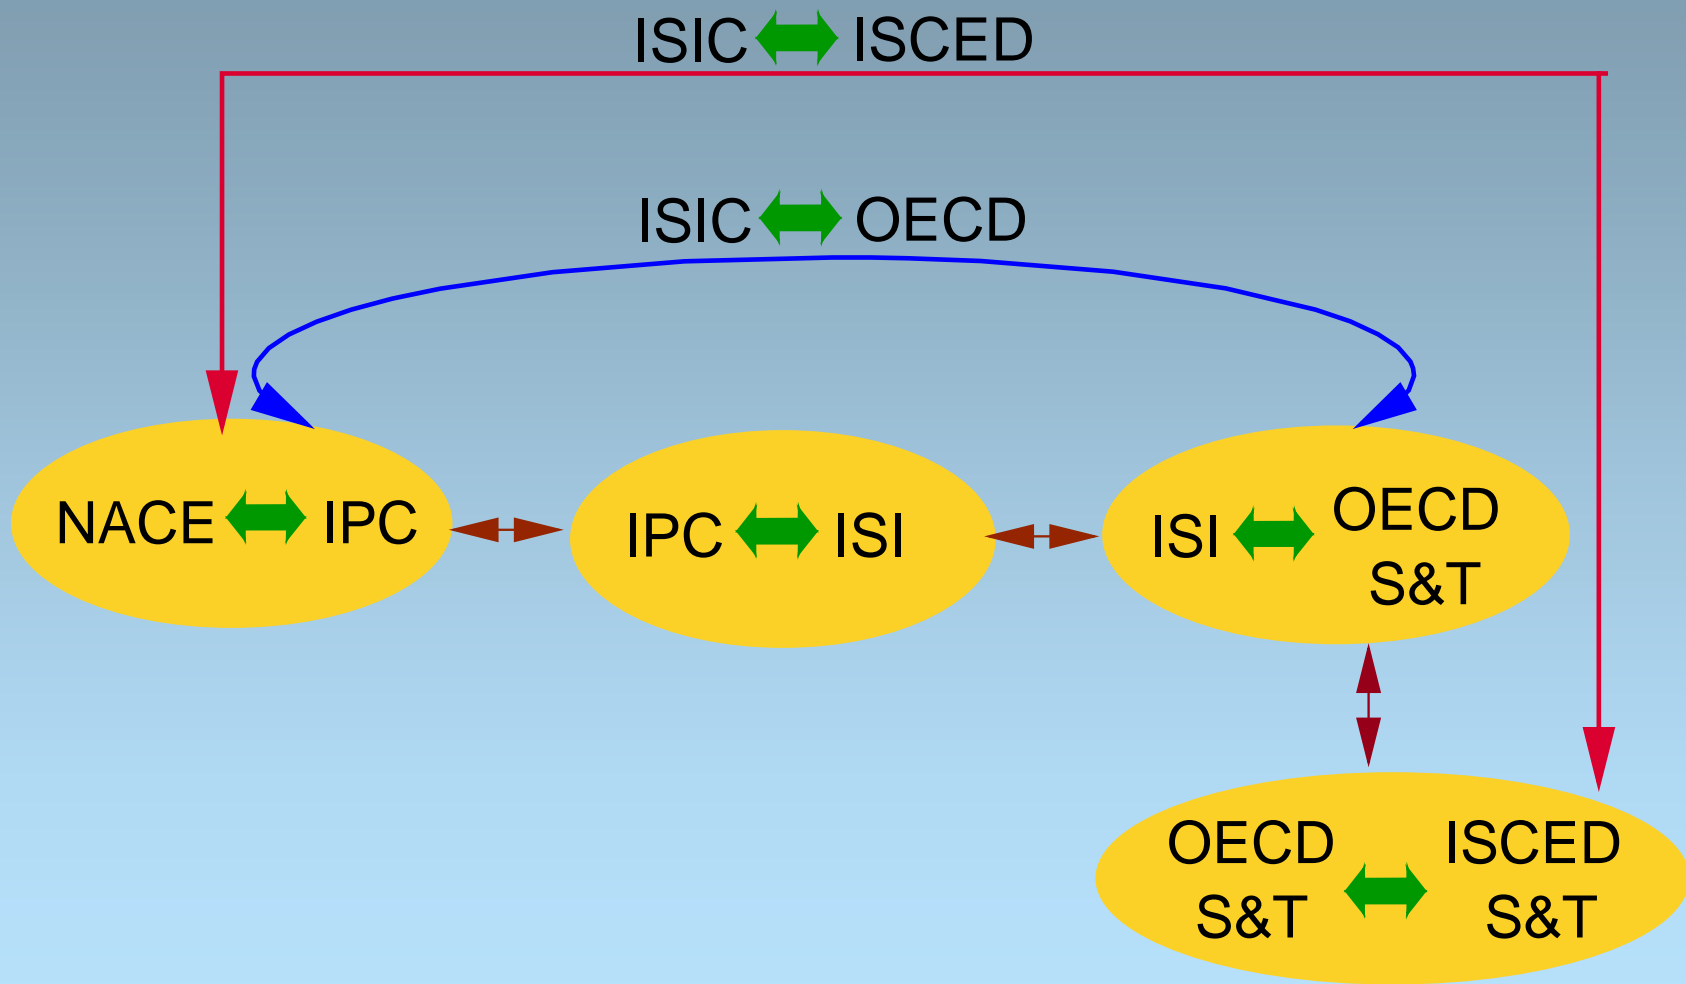 ISIC ISCED
ISIC OECD
NACE IPC
IPC ISI
ISI OECD
S&T
OECD ISCED
S&T S&T